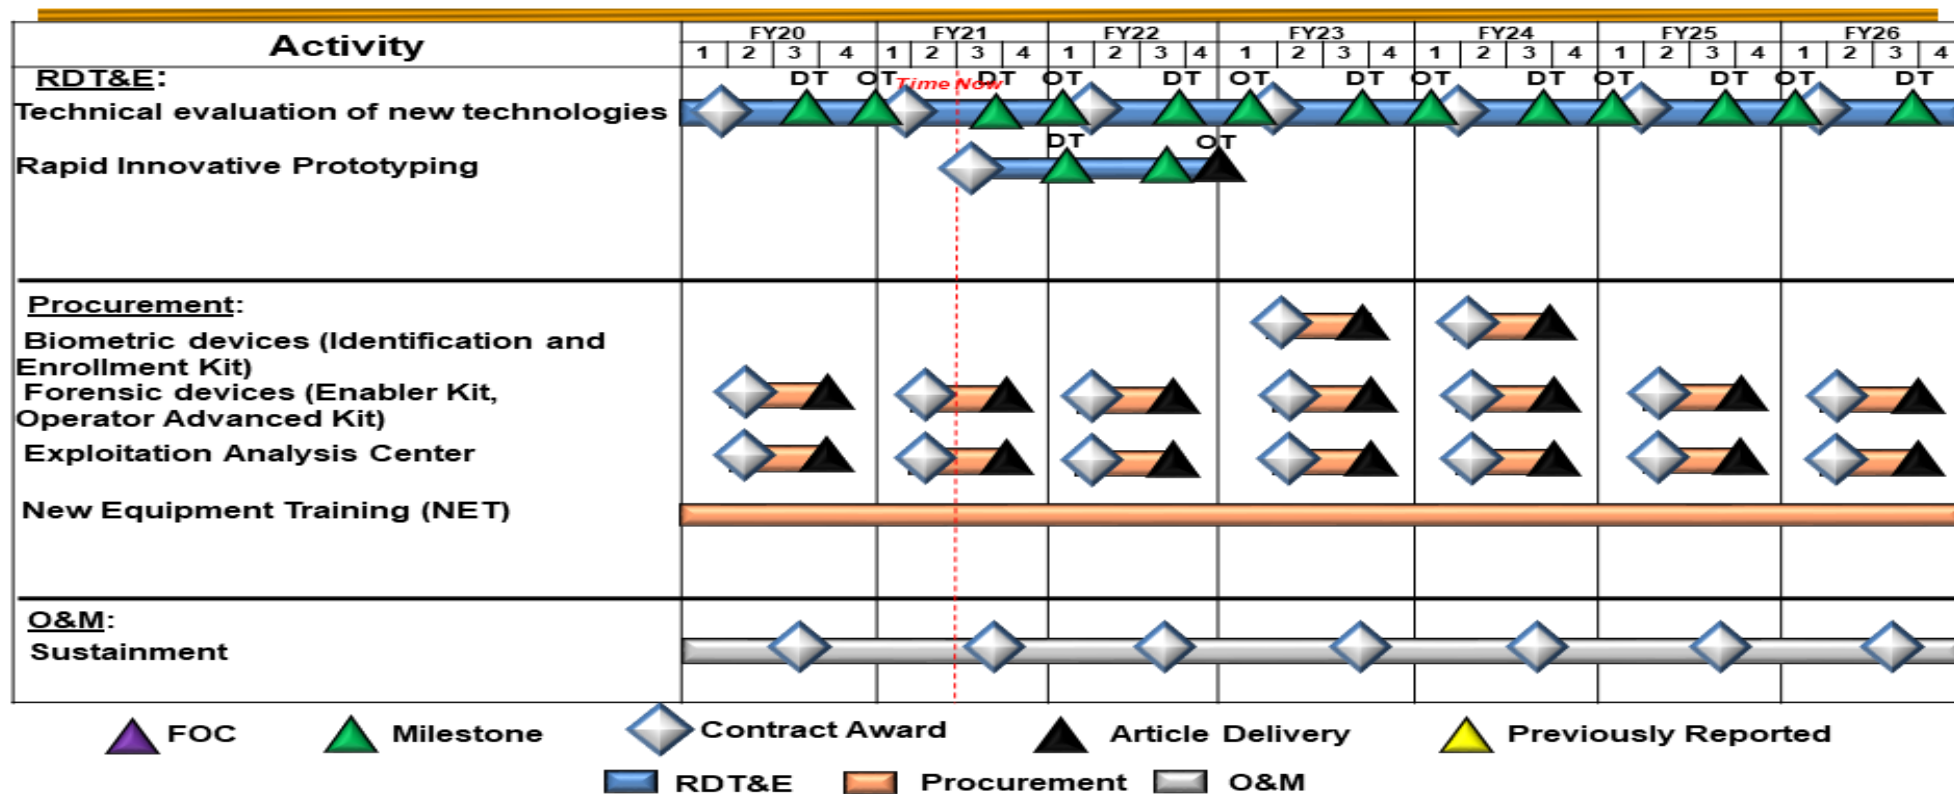 Activity
FY20 FY21 FY22 FY23 FY24 FY25 FY26
1 2 3 4 1 2 3 4 1 2 3 4 1 2 3 4 1 2 3 4 1 2 3 4 1 2 3 4
RDT&E:
DT OT Time Now DT OT DT OT DT OT DT OT DT OT DT
Technical evaluation of new technologies
DT OT
Rapid Innovative Prototyping
Procurement:
Biometric devices (Identification and
Enrollment Kit)
Forensic devices (Enabler Kit,
Operator Advanced Kit)
Exploitation Analysis Center
New Equipment Training (NET)
O&M:
Sustainment
FOC Milestone Contract Award Article Delivery Previously Reported
RDT&E Procurement O&M